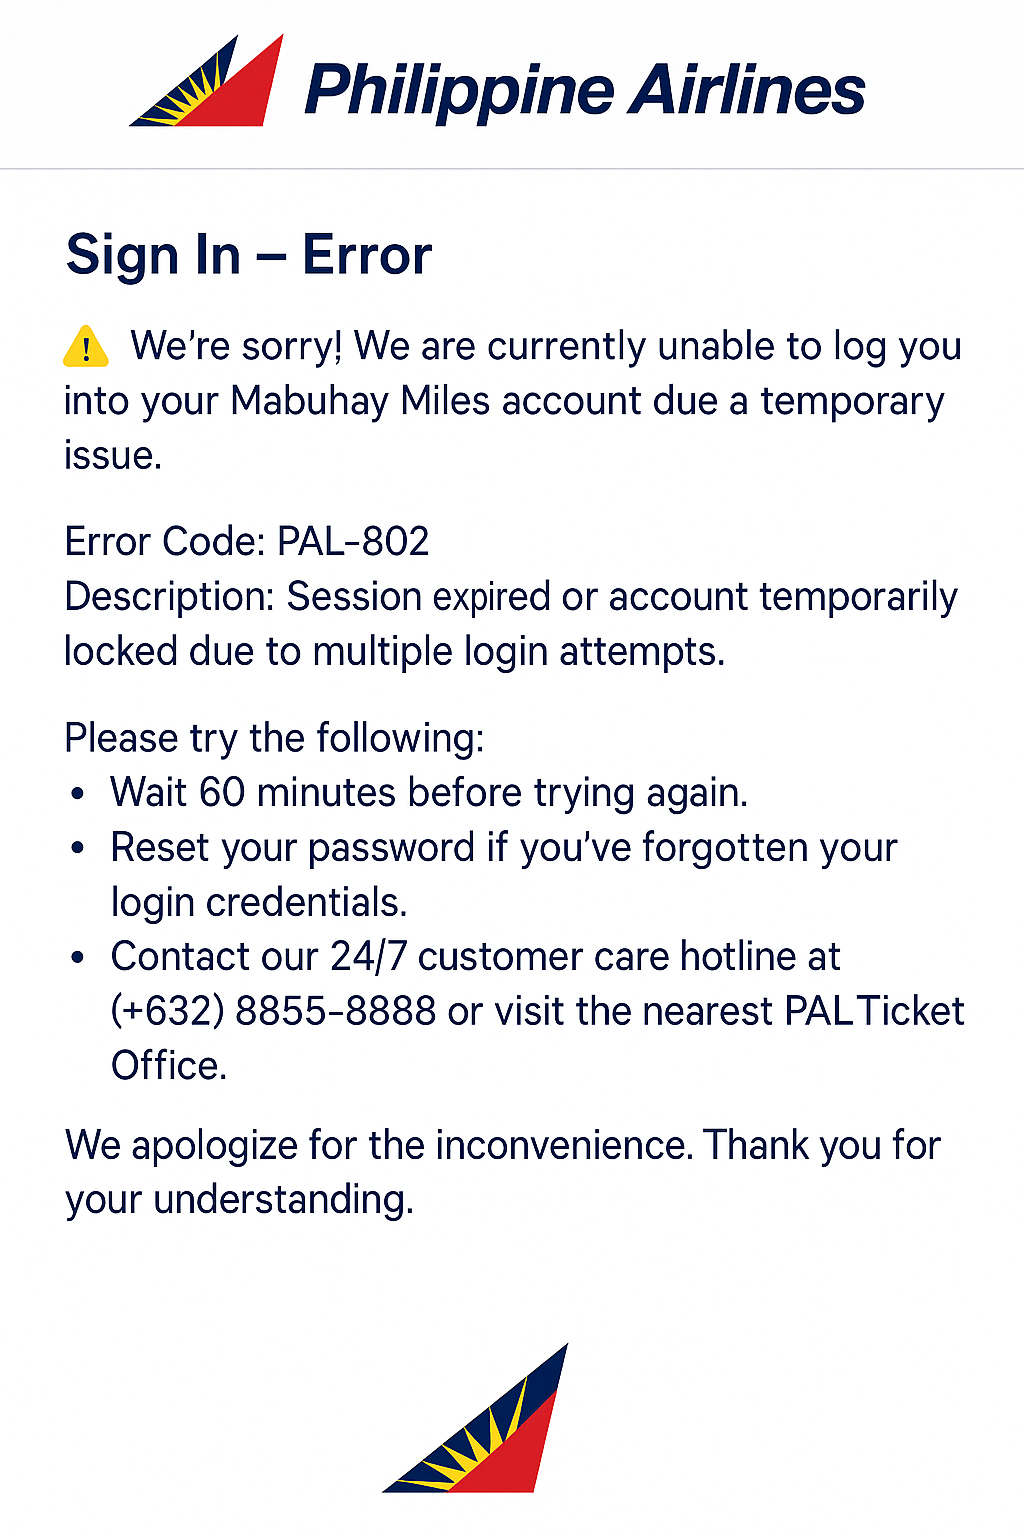 Philippine Airlines
Sign In – Error
⚠ We're sorry! We are currently unable to log you
into your Mabuhay Miles account due a temporary
issue.
Error Code: PAL-802
Description: Session expired or account temporarily
locked due to multiple login attempts.
Please try the following:
• Wait 60 minutes before trying again.
• Reset your password if you've forgotten your
login credentials.
• Contact our 24/7 customer care hotline at
(+632) 8855-8888 or visit the nearest PAL Ticket
Office.
We apologize for the inconvenience. Thank you for
your understanding.